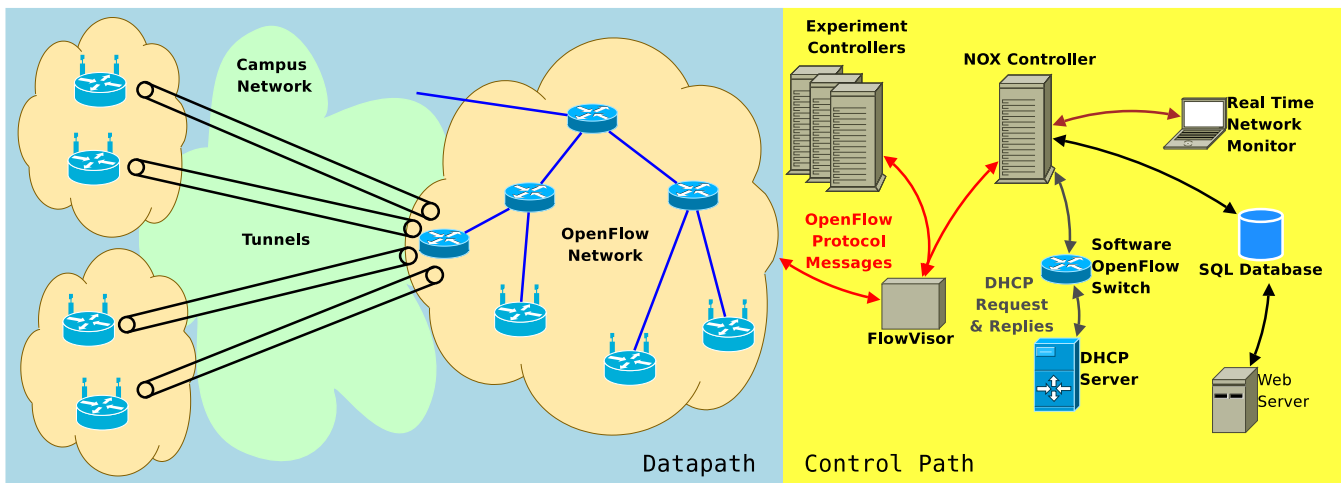 Campus
Network
Tunnels
OpenFlow
Network
Datapath
Experiment
Controllers
NOX Controller
Real Time
Network
Monitor
OpenFlow
Protocol
Messages
FlowVisor
Software
OpenFlow
Switch
DHCP
Request
& Replies
SQL Database
DHCP
Server
Web
Server
Control Path